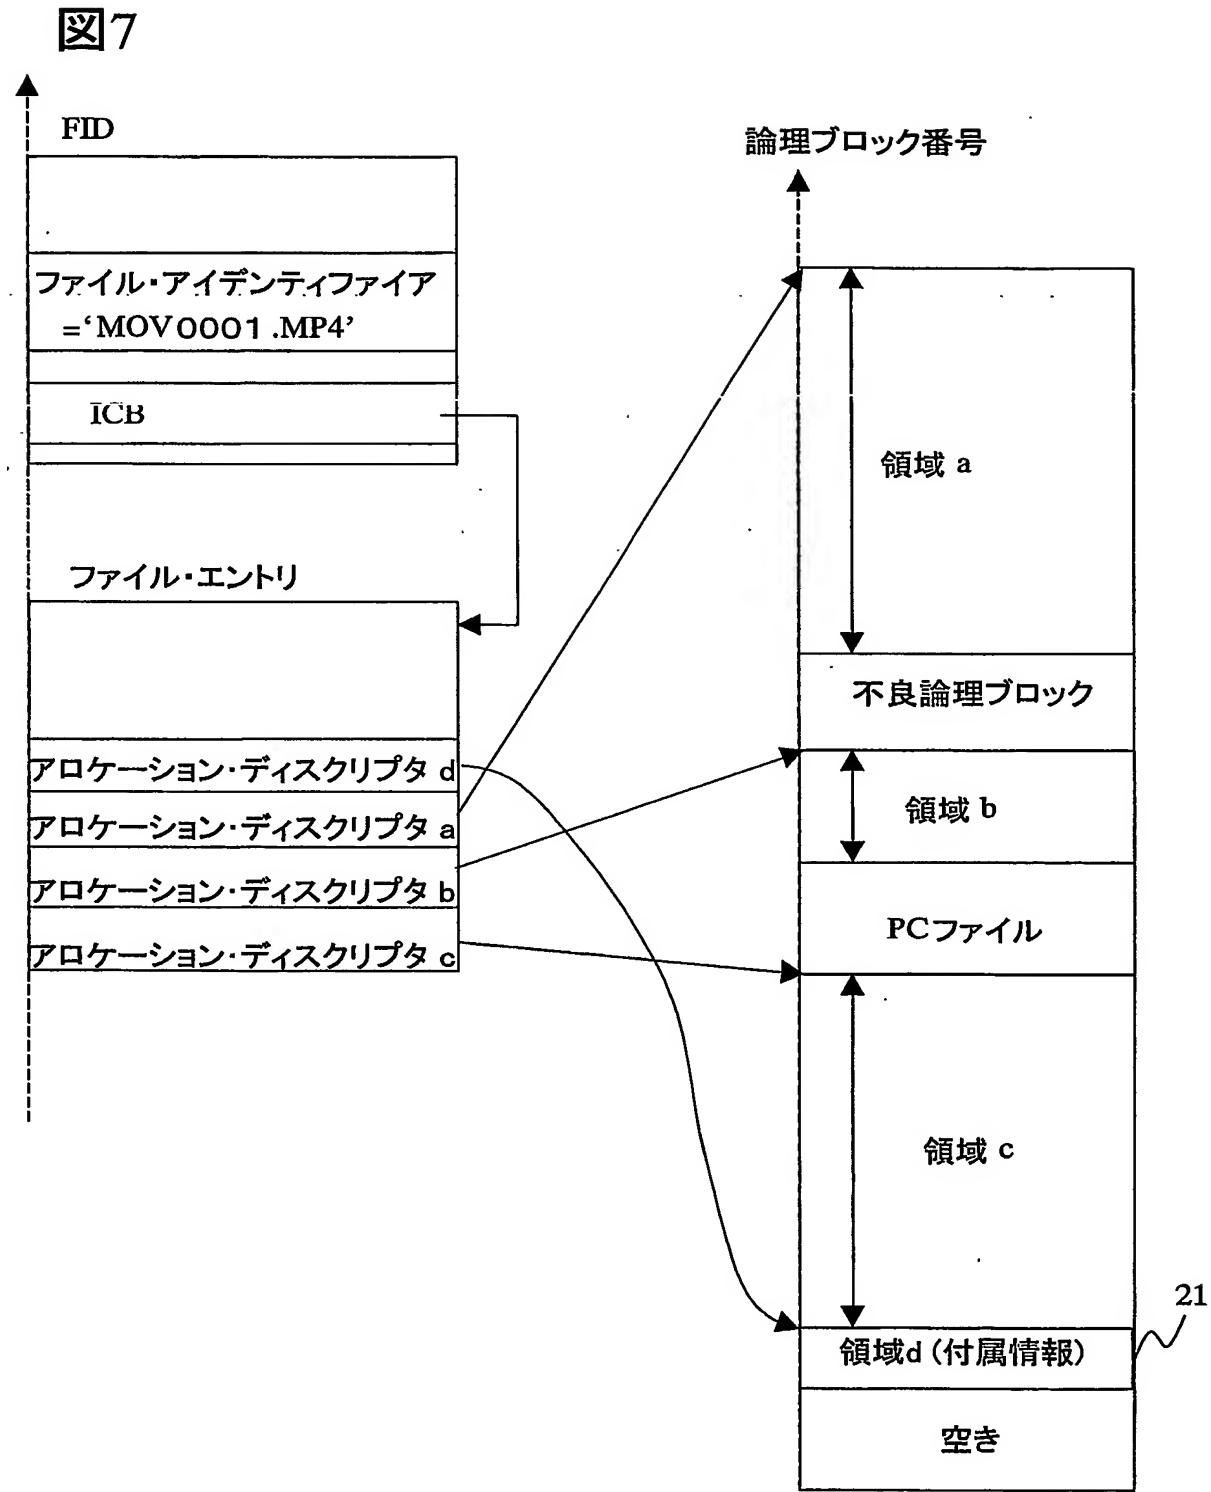 図7
FID
ファイル・アイデンティファイア
=‘MOV0001.MP4’
ICB
ファイル・エントリ
アロケーション・ディスクリプタ d
アロケーション・ディスクリプタ a
アロケーション・ディスクリプタ b
アロケーション・ディスクリプタ c
論理ブロック番号
領域 a
不良論理ブロック
領域 b
PCファイル
領域 c
21
領域d(付属情報)
空き